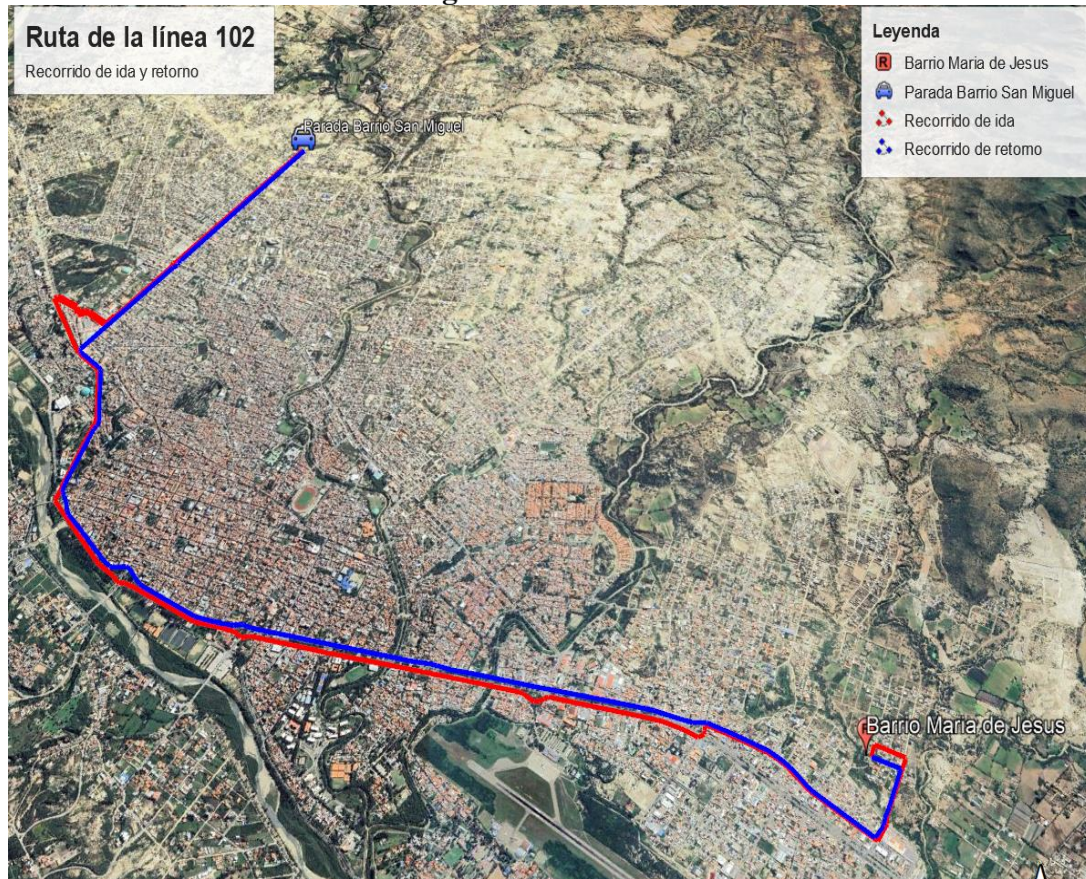 Ruta de la línea 102
Recorrido de ida y retorno
Leyenda
R Barrio Maria de Jesus
Parada Barrio San Miguel
Recorrido de ida
Recorrido de retorno
Parada Barrio San Miguel
Barrio Maria de Jesus